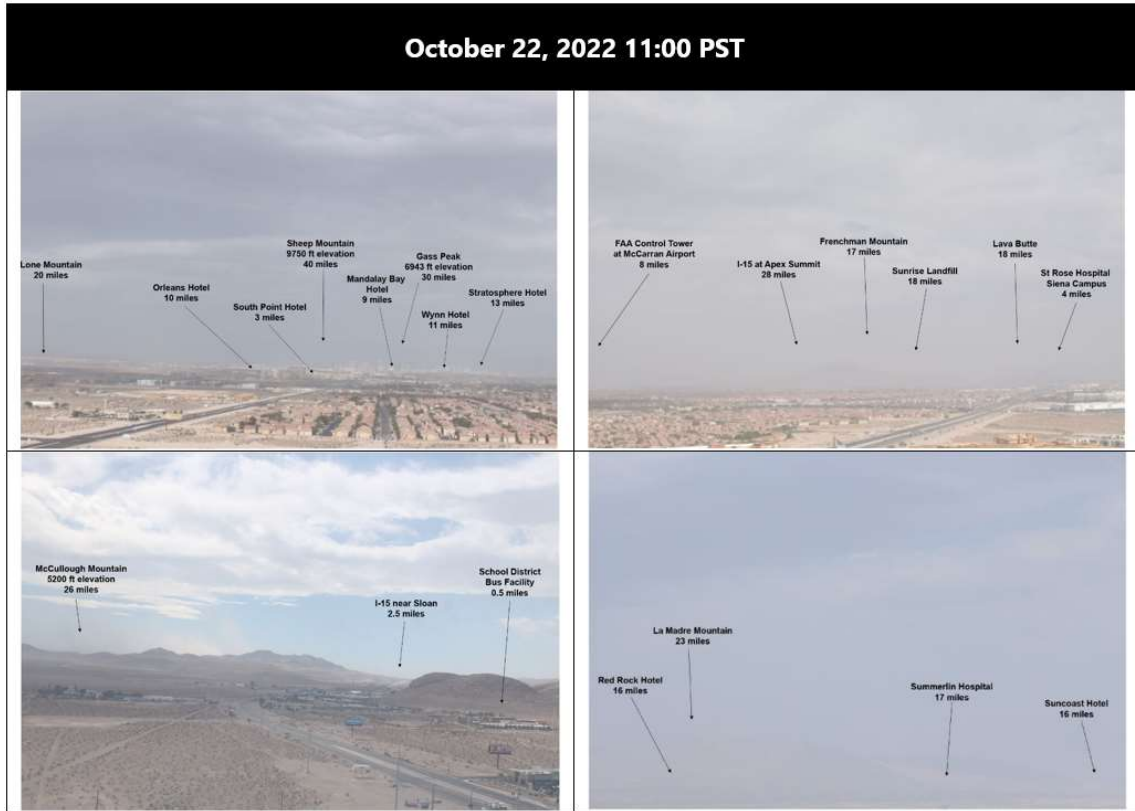 October 22, 2022 11:00 PST
Lone Mountain
20 miles
Orleans Hotel
10 miles
South Point Hotel
3 miles
Sheep Mountain
9750 ft elevation
40 miles
Mandalay Bay
Hotel
9 miles
Gass Peak
6943 ft elevation
30 miles
Wynn Hotel
11 miles
Stratosphere Hotel
13 miles
FAA Control Tower
at McCarran Airport
8 miles
I-15 at Apex Summit
28 miles
Frenchman Mountain
17 miles
Sunrise Landfill
18 miles
Lava Butte
18 miles
St Rose Hospital
Siena Campus
4 miles
McCullough Mountain
5200 ft elevation
26 miles
I-15 near Sloan
2.5 miles
School District
Bus Facility
0.5 miles
Red Rock Hotel
16 miles
La Madre Mountain
23 miles
Summerlin Hospital
17 miles
Suncoast Hotel
16 miles